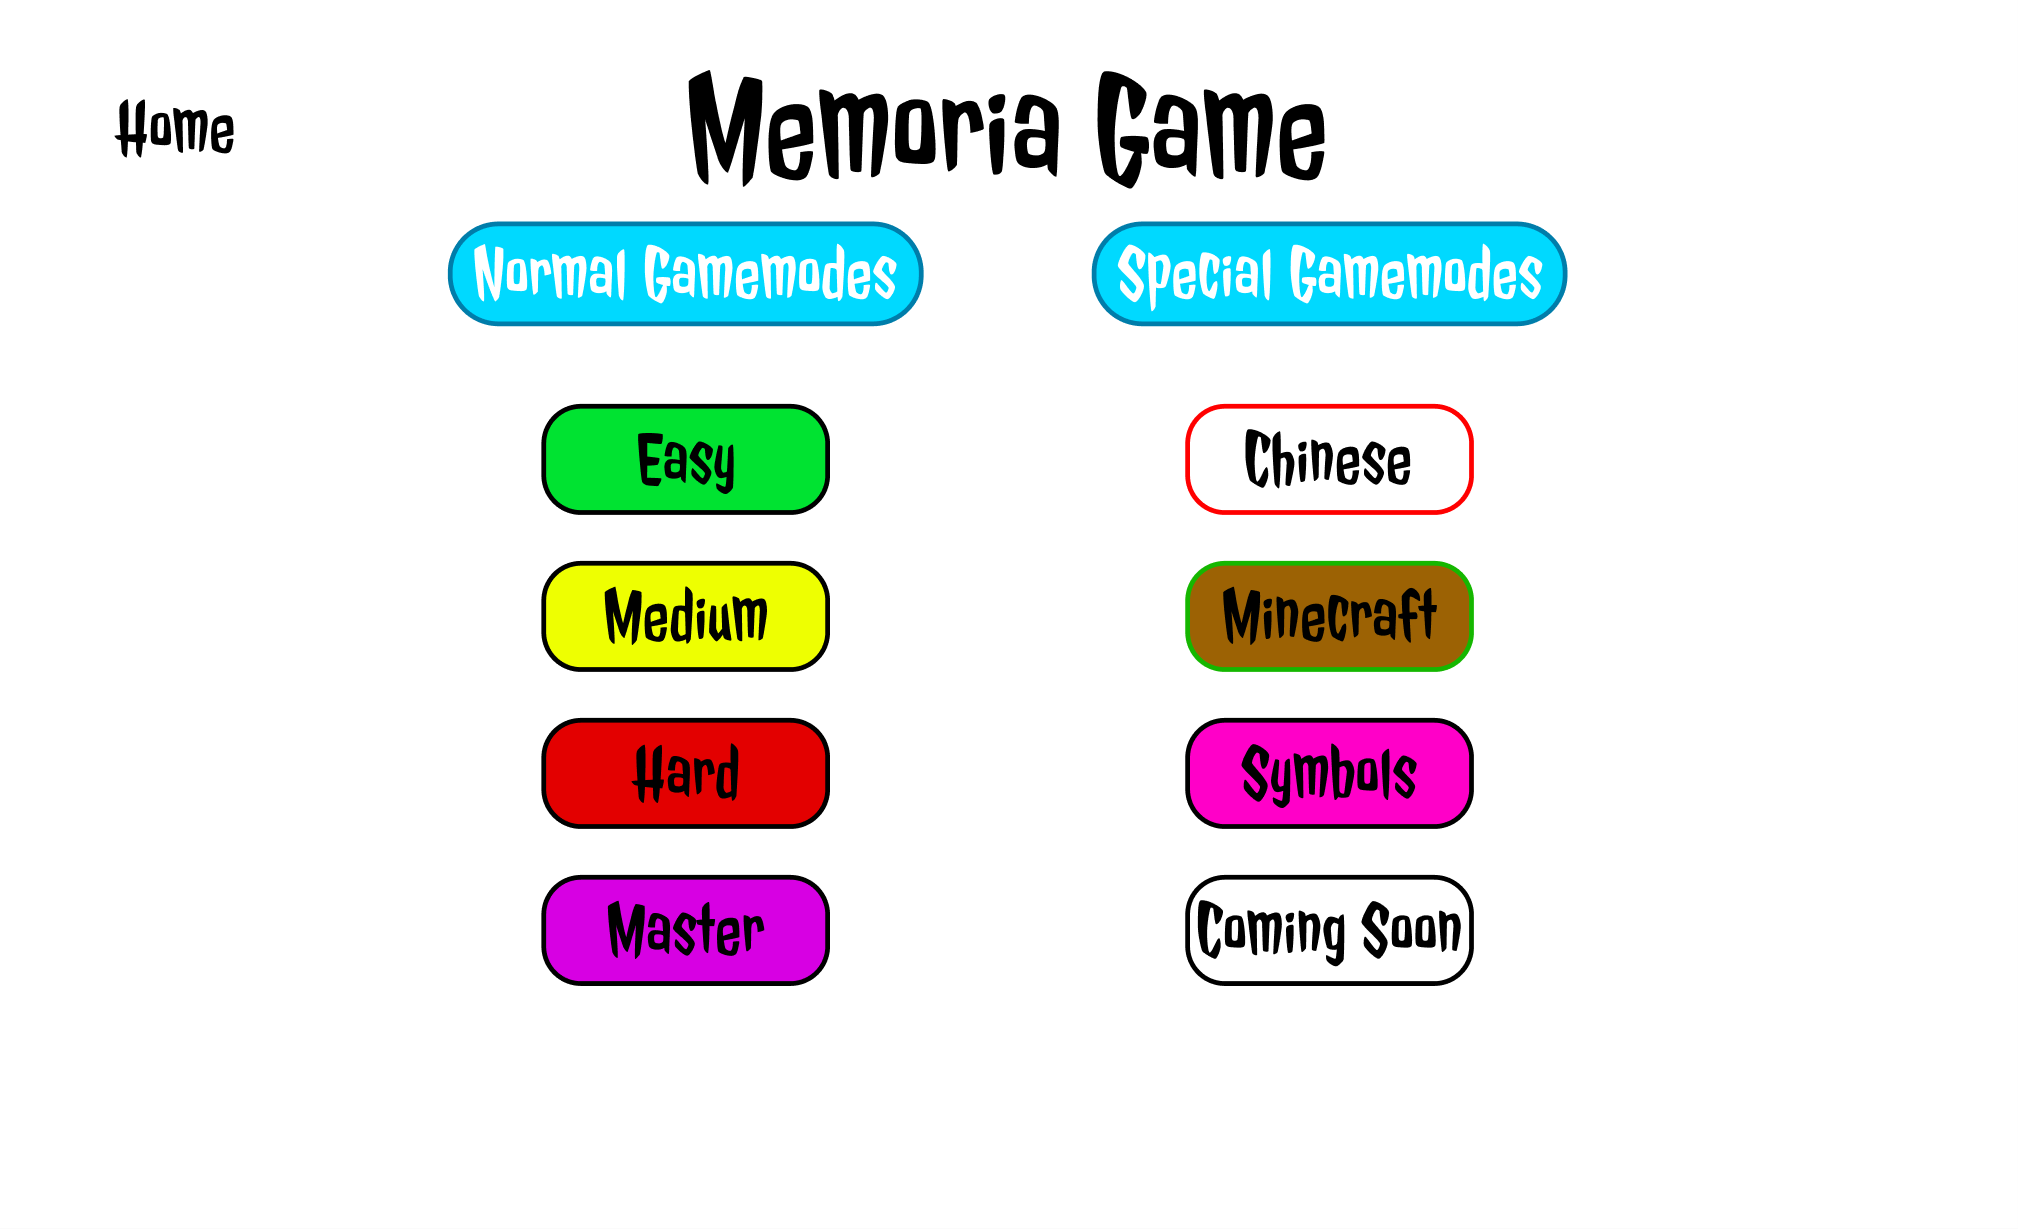 Home
Memoria Game
Normal Gamemodes
Special Gamemodes
Easy
Chinese
Medium
Minecraft
Hard
Symbols
Master
Coming Soon